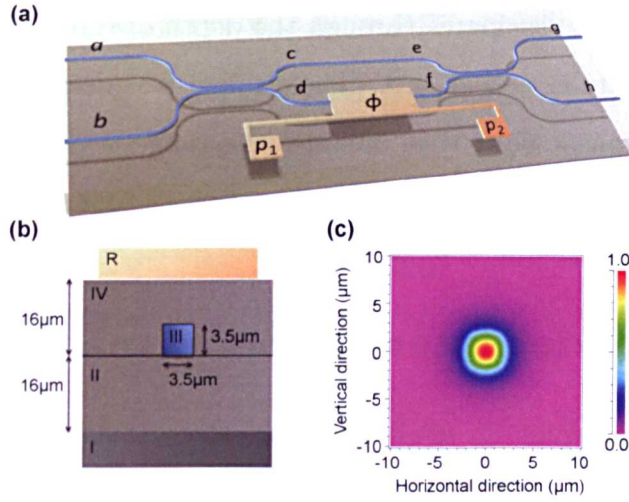 (a)
a
b
c
d
e
f
g
h
ϕ
p1
p2
(b)
R
IV
III
II
I
16μm
16μm
3.5μm
3.5μm
(c)
Vertical direction (μm)
10
5
0
-5
-10
-10 -5 0 5 10
Horizontal direction (μm)
1.0
0.0